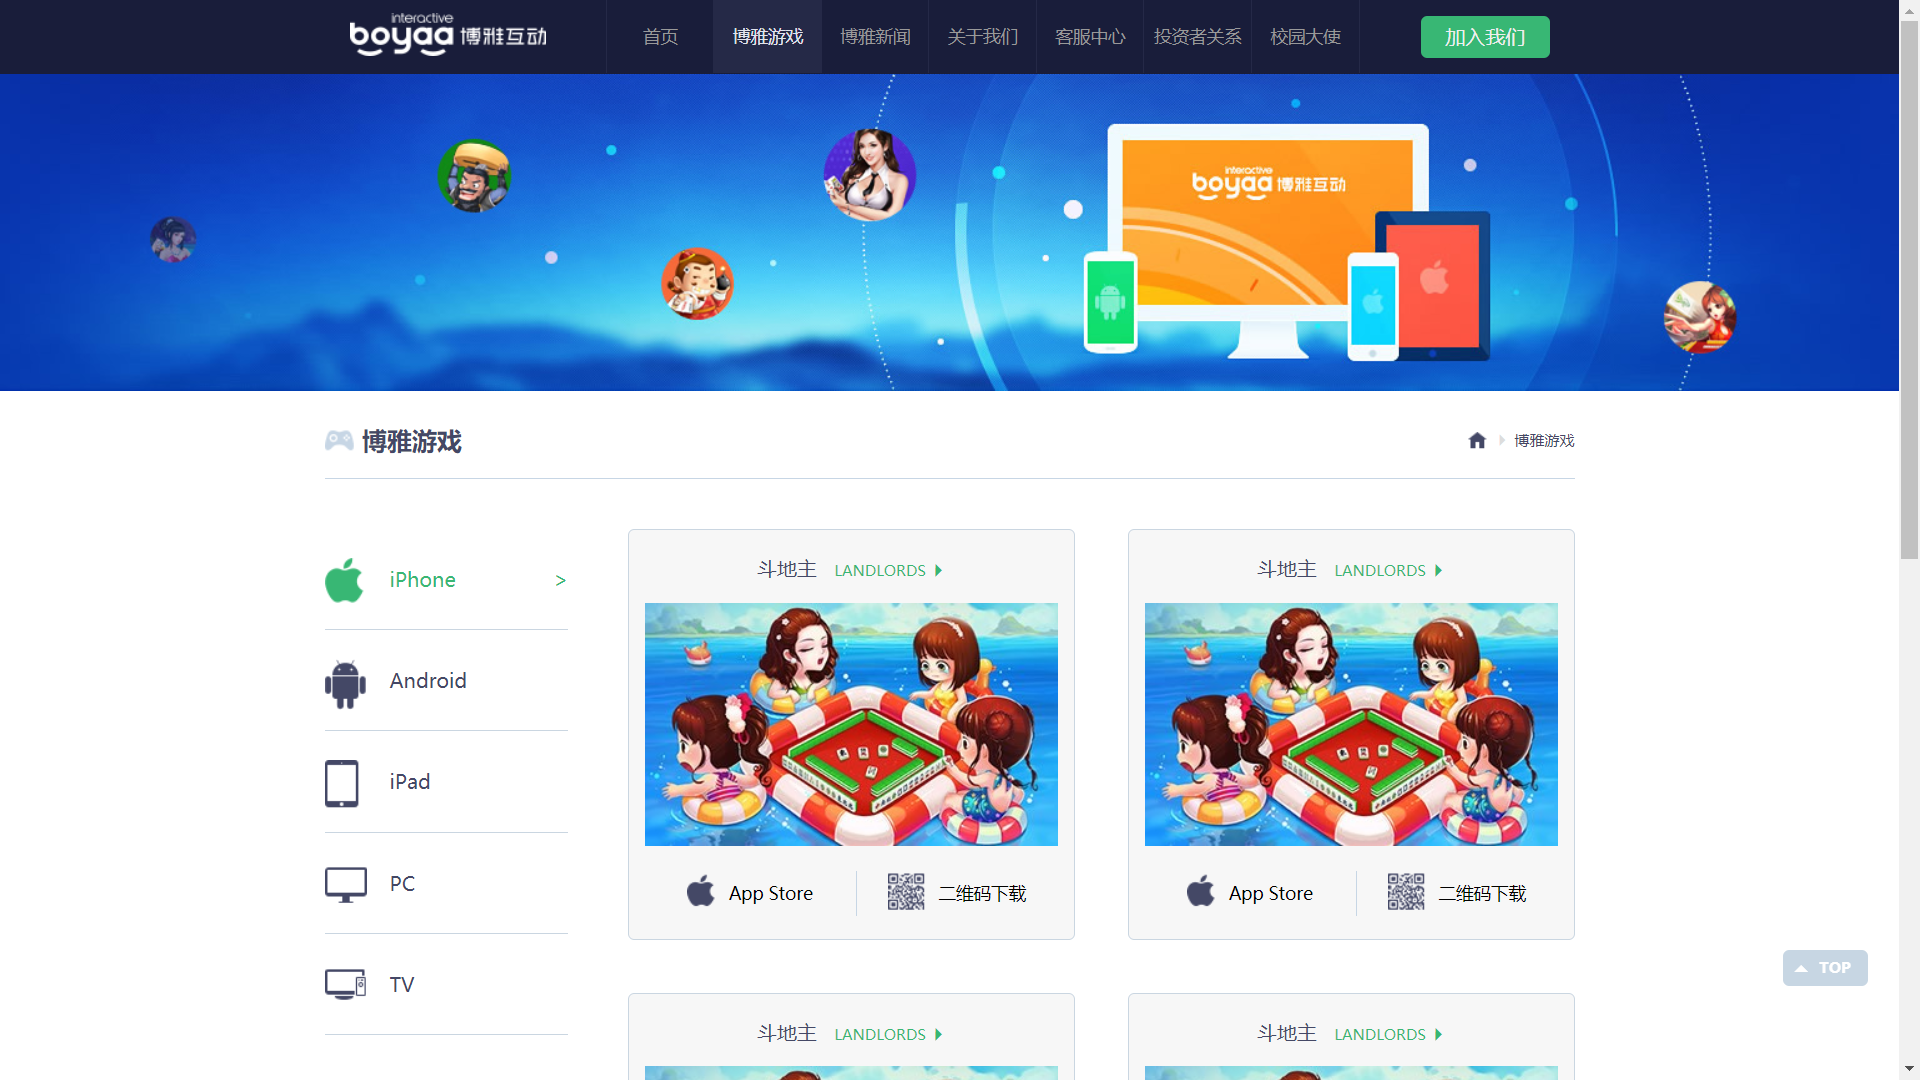 interactive
boyaa 博雅互动
首页
博雅游戏
博雅新闻
关于我们
客服中心
投资者关系
校园大使
加入我们
interactive
boyaa 博雅互动
博雅游戏
博雅游戏
iPhone >
Android
iPad
PC
TV
斗地主 LANDLORDS
App Store 二维码下载
斗地主 LANDLORDS
App Store 二维码下载
斗地主 LANDLORDS
斗地主 LANDLORDS
TOP